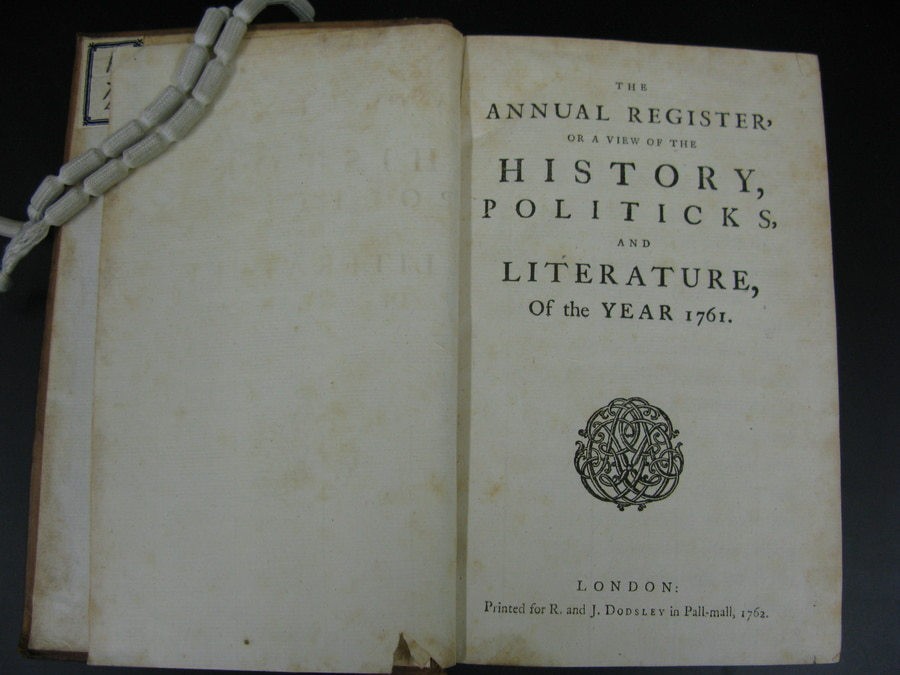 THE
ANNUAL REGISTER,
OR A VIEW OF THE
HISTORY,
POLITICKS,
AND
LITERATURE,
Of the YEAR 1761.
LONDON:
Printed for R. and J. DODSLEY in Pall-mall, 1762.